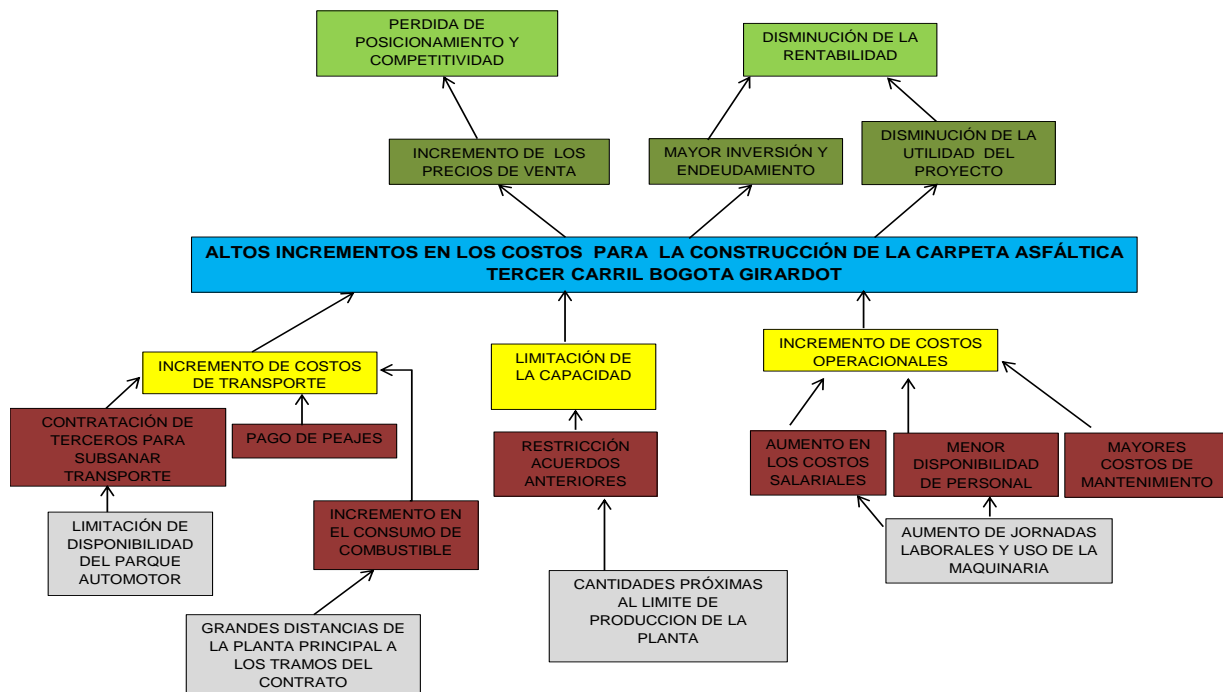 PERDIDA DE
POSICIONAMIENTO Y
COMPETITIVIDAD
DISMINUCIÓN DE LA
RENTABILIDAD
INCREMENTO DE LOS
PRECIOS DE VENTA
MAYOR INVERSIÓN Y
ENDEUDAMIENTO
DISMINUCIÓN DE LA
UTILIDAD DEL
PROYECTO
ALTOS INCREMENTOS EN LOS COSTOS PARA LA CONSTRUCCIÓN DE LA CARPETA ASFÁLTICA
TERCER CARRIL BOGOTA GIRARDOT
INCREMENTO DE COSTOS
DE TRANSPORTE
LIMITACIÓN DE
LA CAPACIDAD
INCREMENTO DE COSTOS
OPERACIONALES
CONTRATACIÓN DE
TERCEROS PARA
SUBSANAR
TRANSPORTE
PAGO DE PEAJES
RESTRICCIÓN
ACUERDOS
ANTERIORES
AUMENTO EN
LOS COSTOS
SALARIALES
MENOR
DISPONIBILIDAD
DE PERSONAL
MAYORES
COSTOS DE
MANTENIMIENTO
LIMITACIÓN DE
DISPONIBILIDAD
DEL PARQUE
AUTOMOTOR
INCREMENTO EN
EL CONSUMO DE
COMBUSTIBLE
AUMENTO DE JORNADAS
LABORALES Y USO DE LA
MAQUINARIA
CANTIDADES PRÓXIMAS
AL LIMITE DE
PRODUCCION DE LA
PLANTA
GRANDES DISTANCIAS DE
LA PLANTA PRINCIPAL A
LOS TRAMOS DEL
CONTRATO